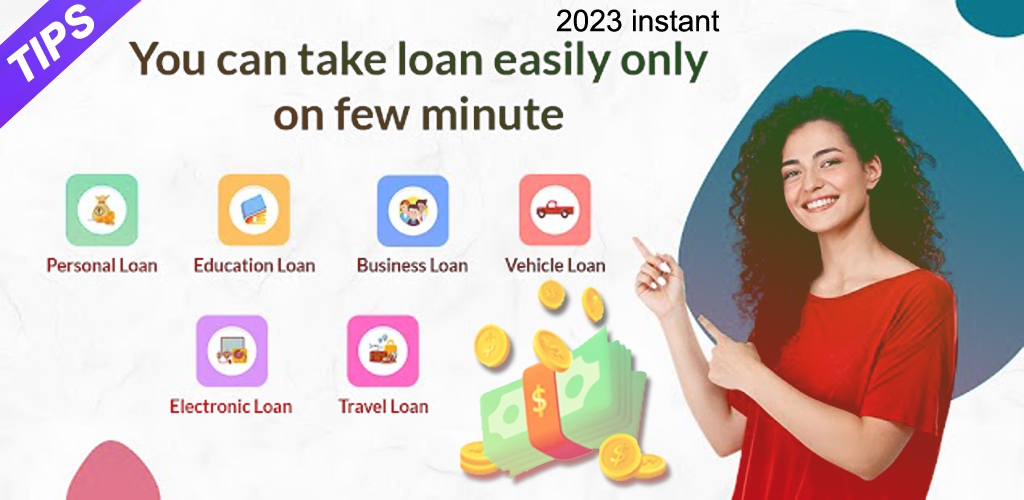 TIPS
2023 instant
You can take loan easily only
on few minute
Personal Loan
Education Loan
Business Loan
Vehicle Loan
Electronic Loan
Travel Loan
$